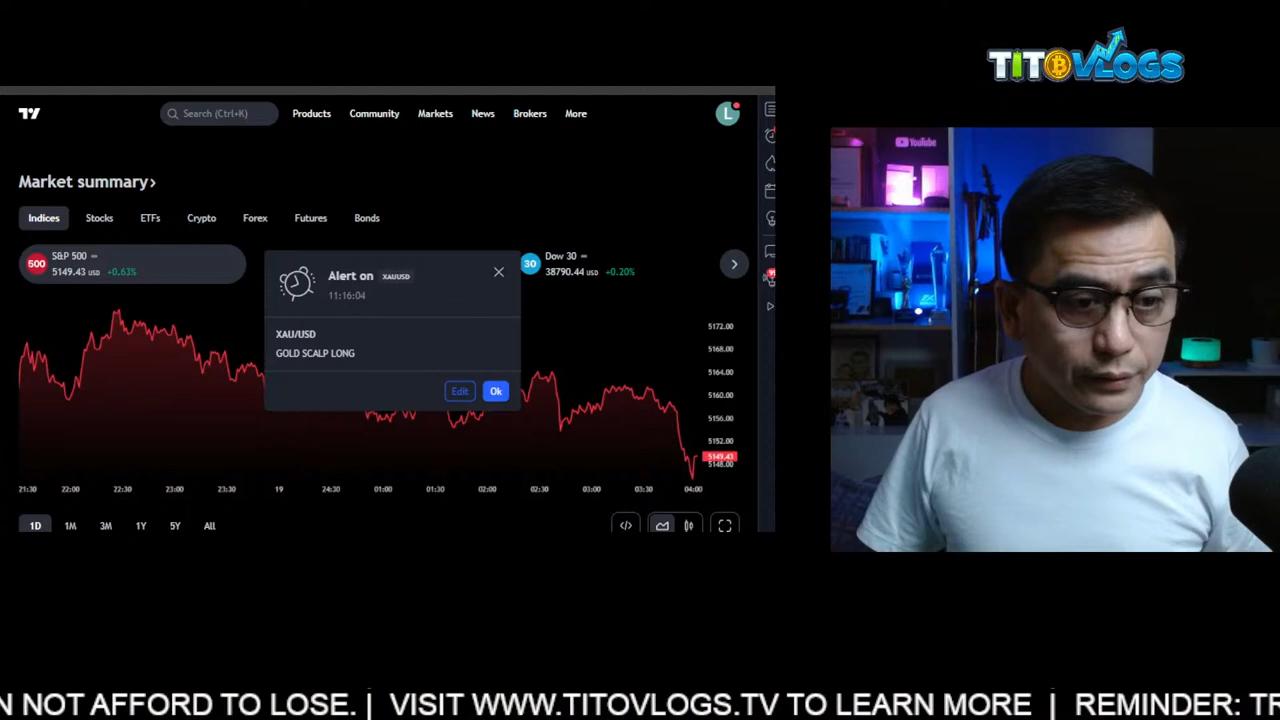 TITOVLOGS
YouTube
Search (Ctrl+K)
Products
Community
Markets
News
Brokers
More
L
Market summary›
Indices
Stocks
ETFs
Crypto
Forex
Futures
Bonds
500
S&P 500
5149.43 USD +0.63%
30
Dow 30
38790.44 USD +0.20%
Alert on XAUUSD
11:16:04
XAU/USD
GOLD SCALP LONG
Edit
Ok
5172.00
5168.00
5164.00
5160.00
5156.00
5152.00
5149.43
5148.00
21:30 22:00 22:30 23:00 23:30 19 24:30 01:00 01:30 02:00 02:30 03:00 03:30 04:00
1D 1M 3M 1Y 5Y All
N NOT AFFORD TO LOSE. | VISIT WWW.TITOVLOGS.TV TO LEARN MORE | REMINDER: TR